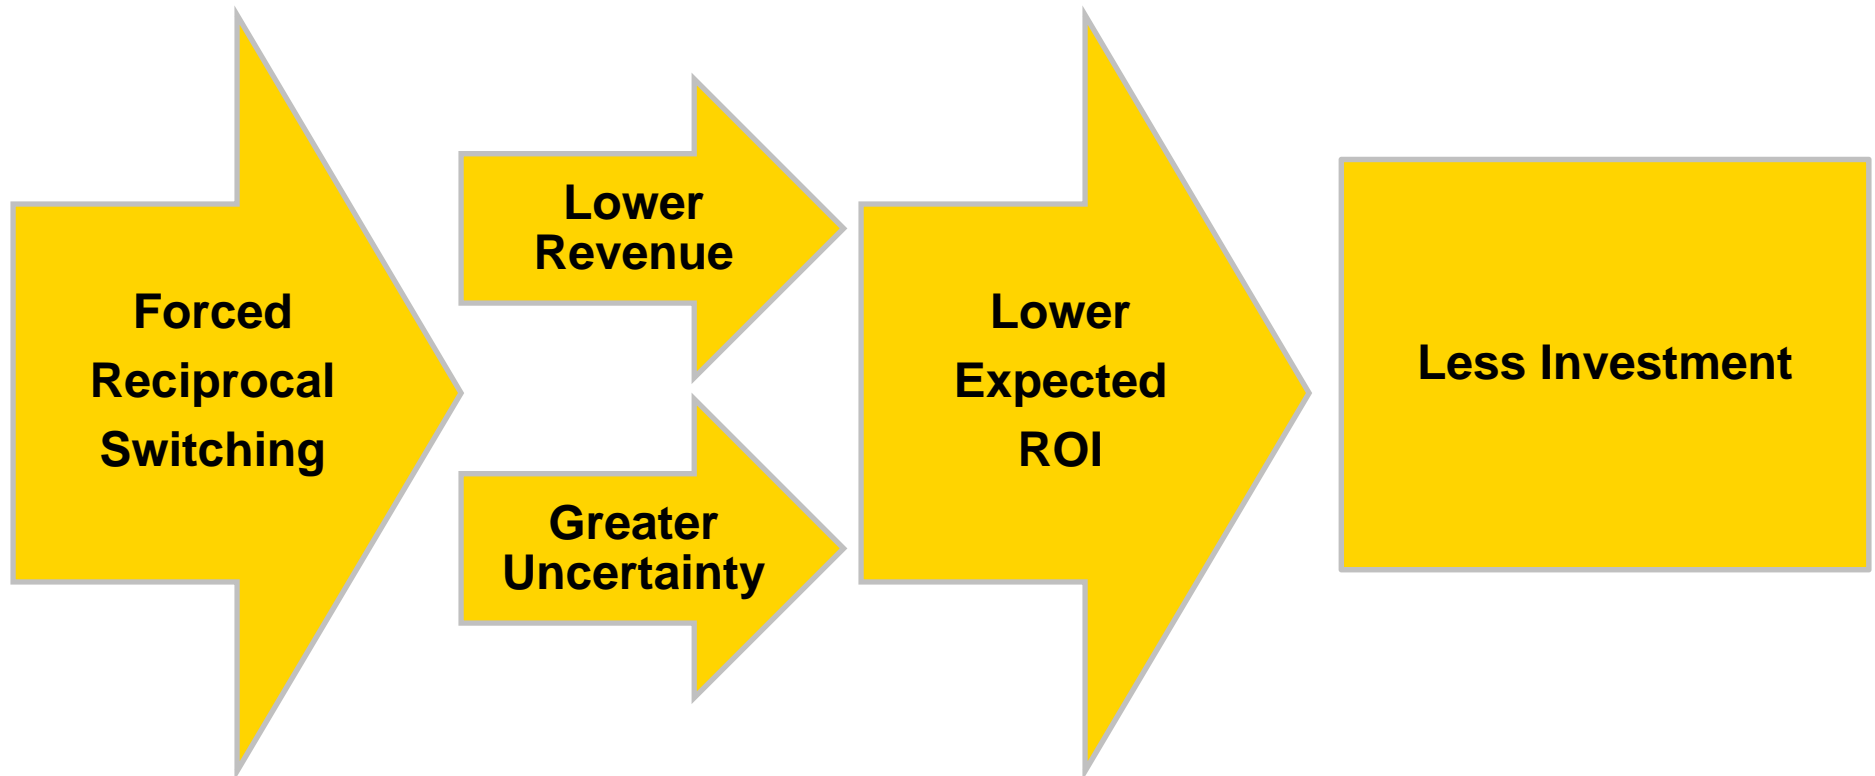 Forced
Reciprocal
Switching
Lower
Revenue
Greater
Uncertainty
Lower
Expected
ROI
Less Investment